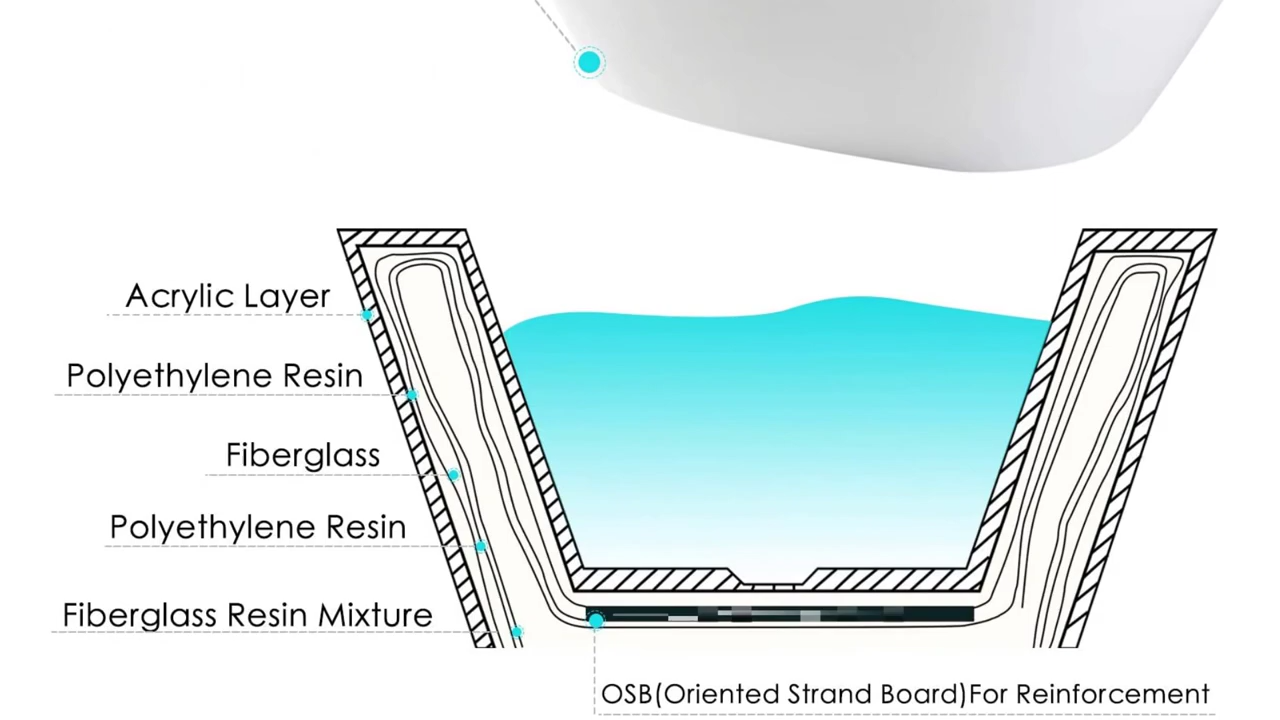 Acrylic Layer
Polyethylene Resin
Fiberglass
Polyethylene Resin
Fiberglass Resin Mixture
OSB(Oriented Strand Board)For Reinforcement